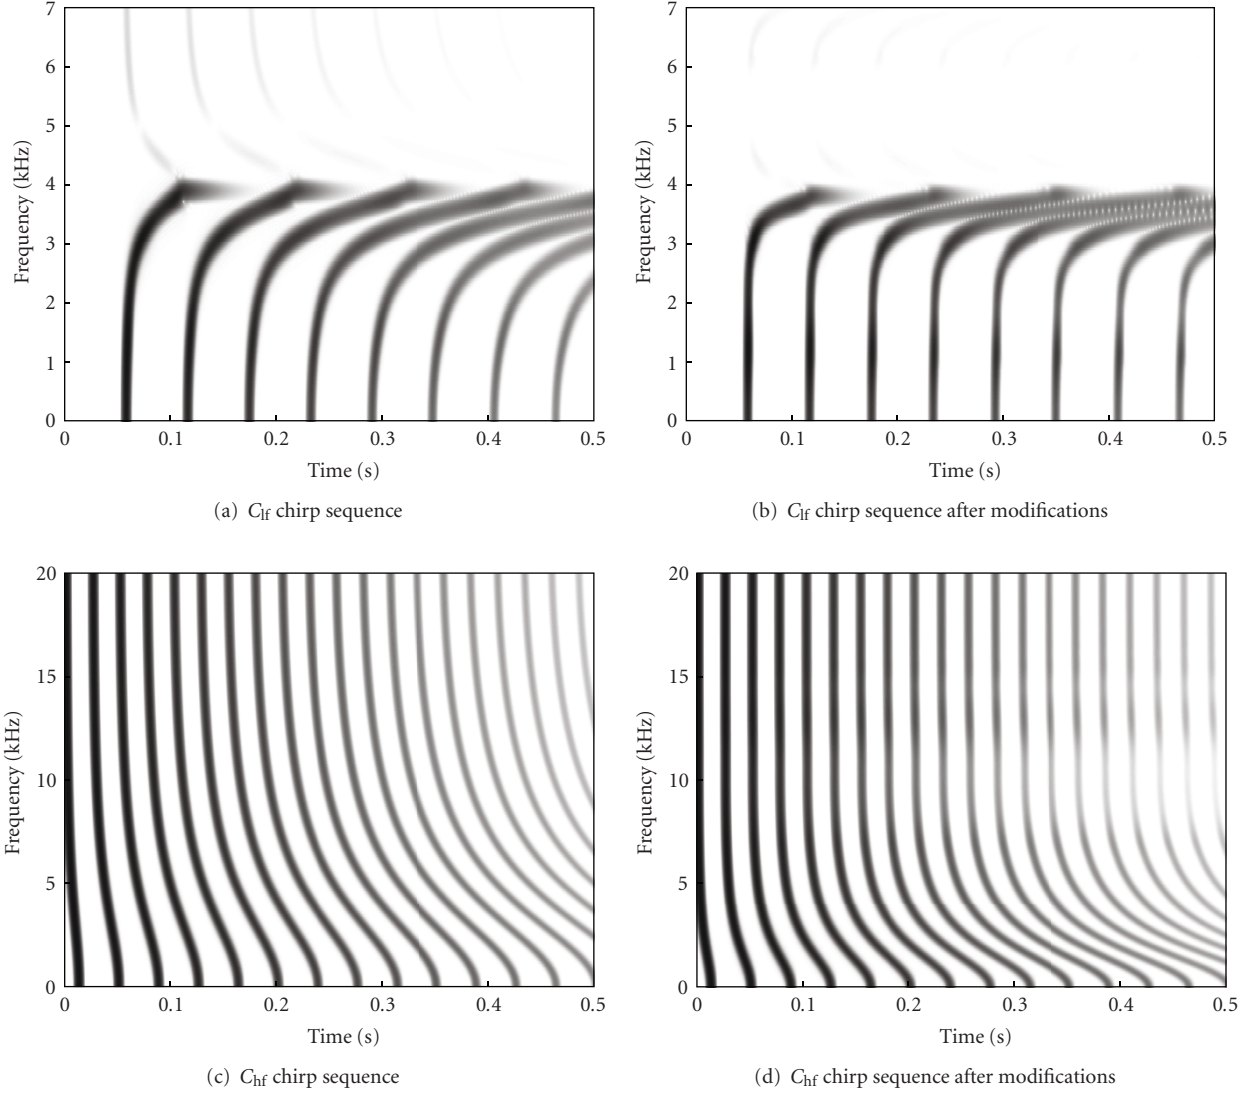 7
6
5
4
3
2
1
0
Frequency (kHz)
0 0.1 0.2 0.3 0.4 0.5
Time (s)
(a) Clf chirp sequence
7
6
5
4
3
2
1
0
Frequency (kHz)
0 0.1 0.2 0.3 0.4 0.5
Time (s)
(b) Clf chirp sequence after modifications
20
15
10
5
0
Frequency (kHz)
0 0.1 0.2 0.3 0.4 0.5
Time (s)
(c) Chf chirp sequence
20
15
10
5
0
Frequency (kHz)
0 0.1 0.2 0.3 0.4 0.5
Time (s)
(d) Chf chirp sequence after modifications